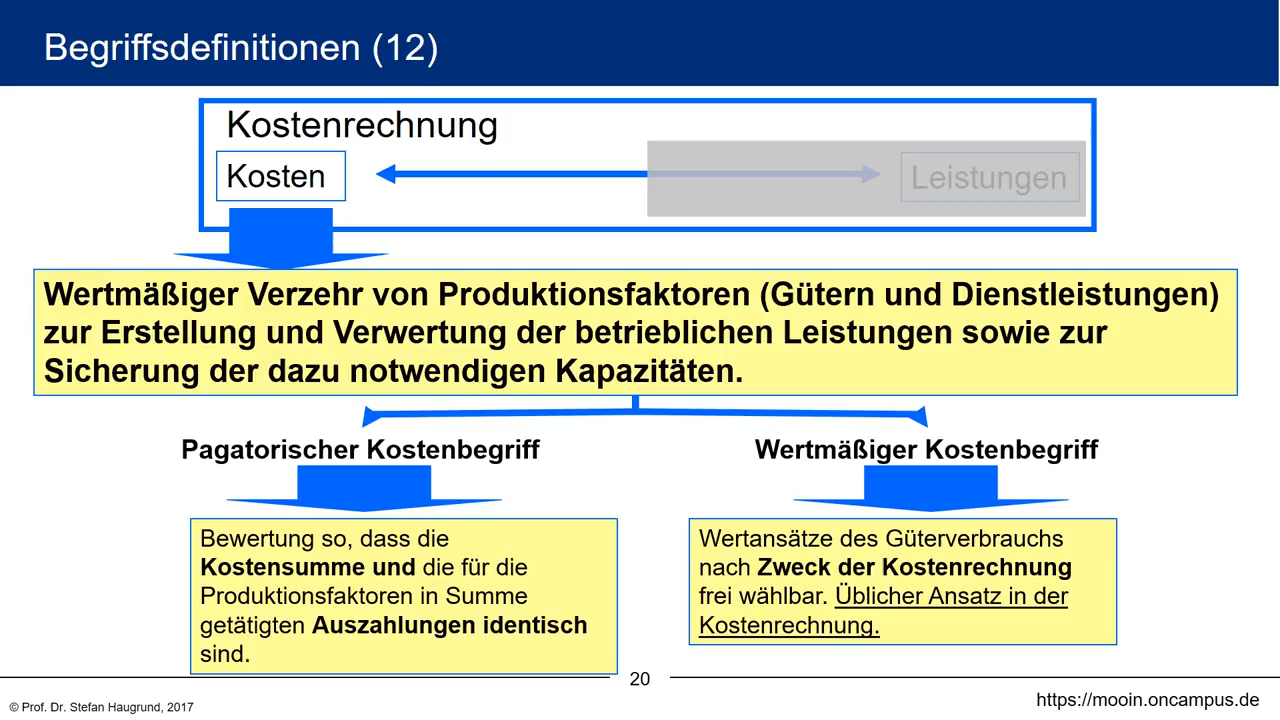 Begriffsdefinitionen (12)
Kostenrechnung
Kosten
Leistungen
Wertmäßiger Verzehr von Produktionsfaktoren (Gütern und Dienstleistungen)
zur Erstellung und Verwertung der betrieblichen Leistungen sowie zur
Sicherung der dazu notwendigen Kapazitäten.
Pagatorischer Kostenbegriff
Wertmäßiger Kostenbegriff
Bewertung so, dass die
Kostensumme und die für die
Produktionsfaktoren in Summe
getätigten Auszahlungen identisch
sind.
Wertansätze des Güterverbrauchs
nach Zweck der Kostenrechnung
frei wählbar. Üblicher Ansatz in der
Kostenrechnung.
20
© Prof. Dr. Stefan Haugrund, 2017
https://mooin.oncampus.de